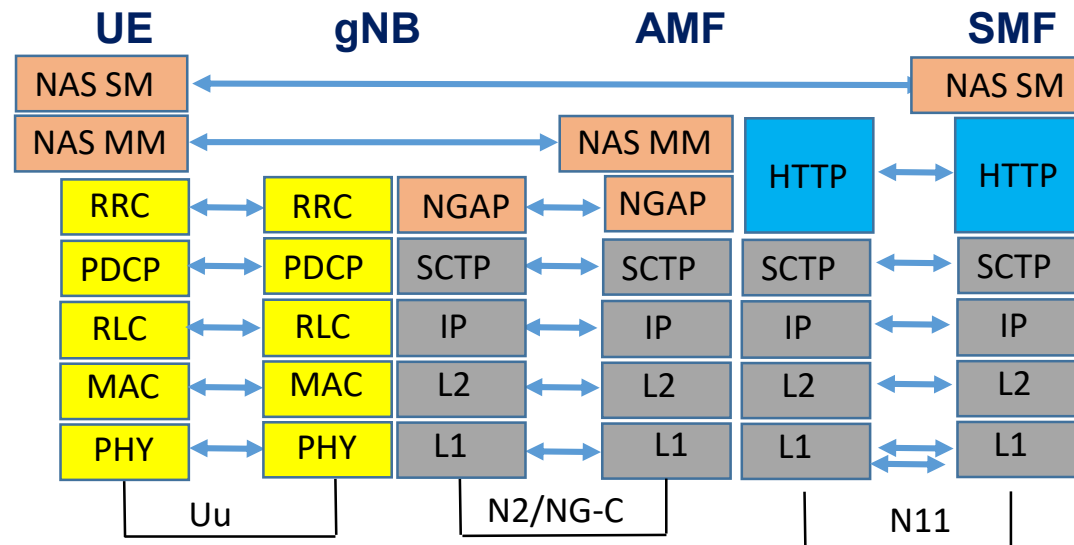 UE gNB AMF SMF
NAS SM NAS SM
NAS MM NAS MM HTTP HTTP
RRC RRC NGAP NGAP
PDCP PDCP SCTP SCTP SCTP SCTP
RLC RLC IP IP IP IP
MAC MAC L2 L2 L2 L2
PHY PHY L1 L1 L1 L1
Uu N2/NG-C N11